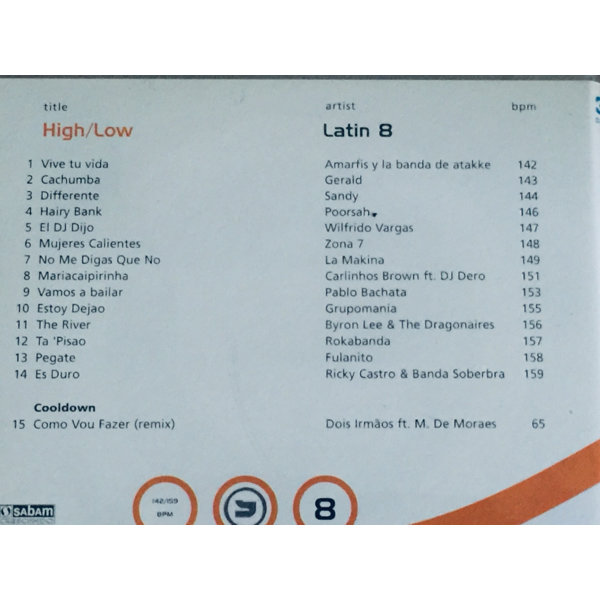 title artist bpm
High/Low Latin 8
1 Vive tu vida Amarfis y la banda de atakke 142
2 Cachumba Gerald 143
3 Differente Sandy 144
4 Hairy Bank Poorsah 146
5 El DJ Dijo Wilfrido Vargas 147
6 Mujeres Calientes Zona 7 148
7 No Me Digas Que No La Makina 149
8 Mariacaipirinha Carlinhos Brown ft. DJ Dero 151
9 Vamos a bailar Pablo Bachata 153
10 Estoy Dejao Grupomania 155
11 The River Byron Lee & The Dragonaires 156
12 Ta 'Pisao Rokabanda 157
13 Pegate Fulanito 158
14 Es Duro Ricky Castro & Banda Soberbra 159
Cooldown
15 Como Vou Fazer (remix) Dois Irmãos ft. M. De Moraes 65
sabam 142/159 BPM 8